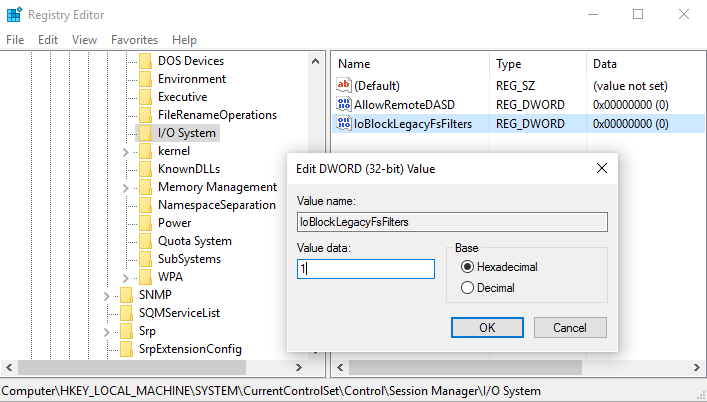 Registry Editor
File Edit View Favorites Help
DOS Devices
Environment
Executive
FileRenameOperations
I/O System
kernel
KnownDLLs
Memory Management
NamespaceSeparation
Power
Quota System
SubSystems
WPA
SNMP
SQMServiceList
Srp
SrpExtensionConfig
Name Type Data
(Default) REG_SZ (value not set)
AllowRemoteDASD REG_DWORD 0x00000000 (0)
IoBlockLegacyFsFilters REG_DWORD 0x00000000 (0)
Edit DWORD (32-bit) Value
Value name:
IoBlockLegacyFsFilters
Value data:
1
Base
Hexadecimal
Decimal
OK Cancel
Computer\HKEY_LOCAL_MACHINE\SYSTEM\CurrentControlSet\Control\Session Manager\I/O System